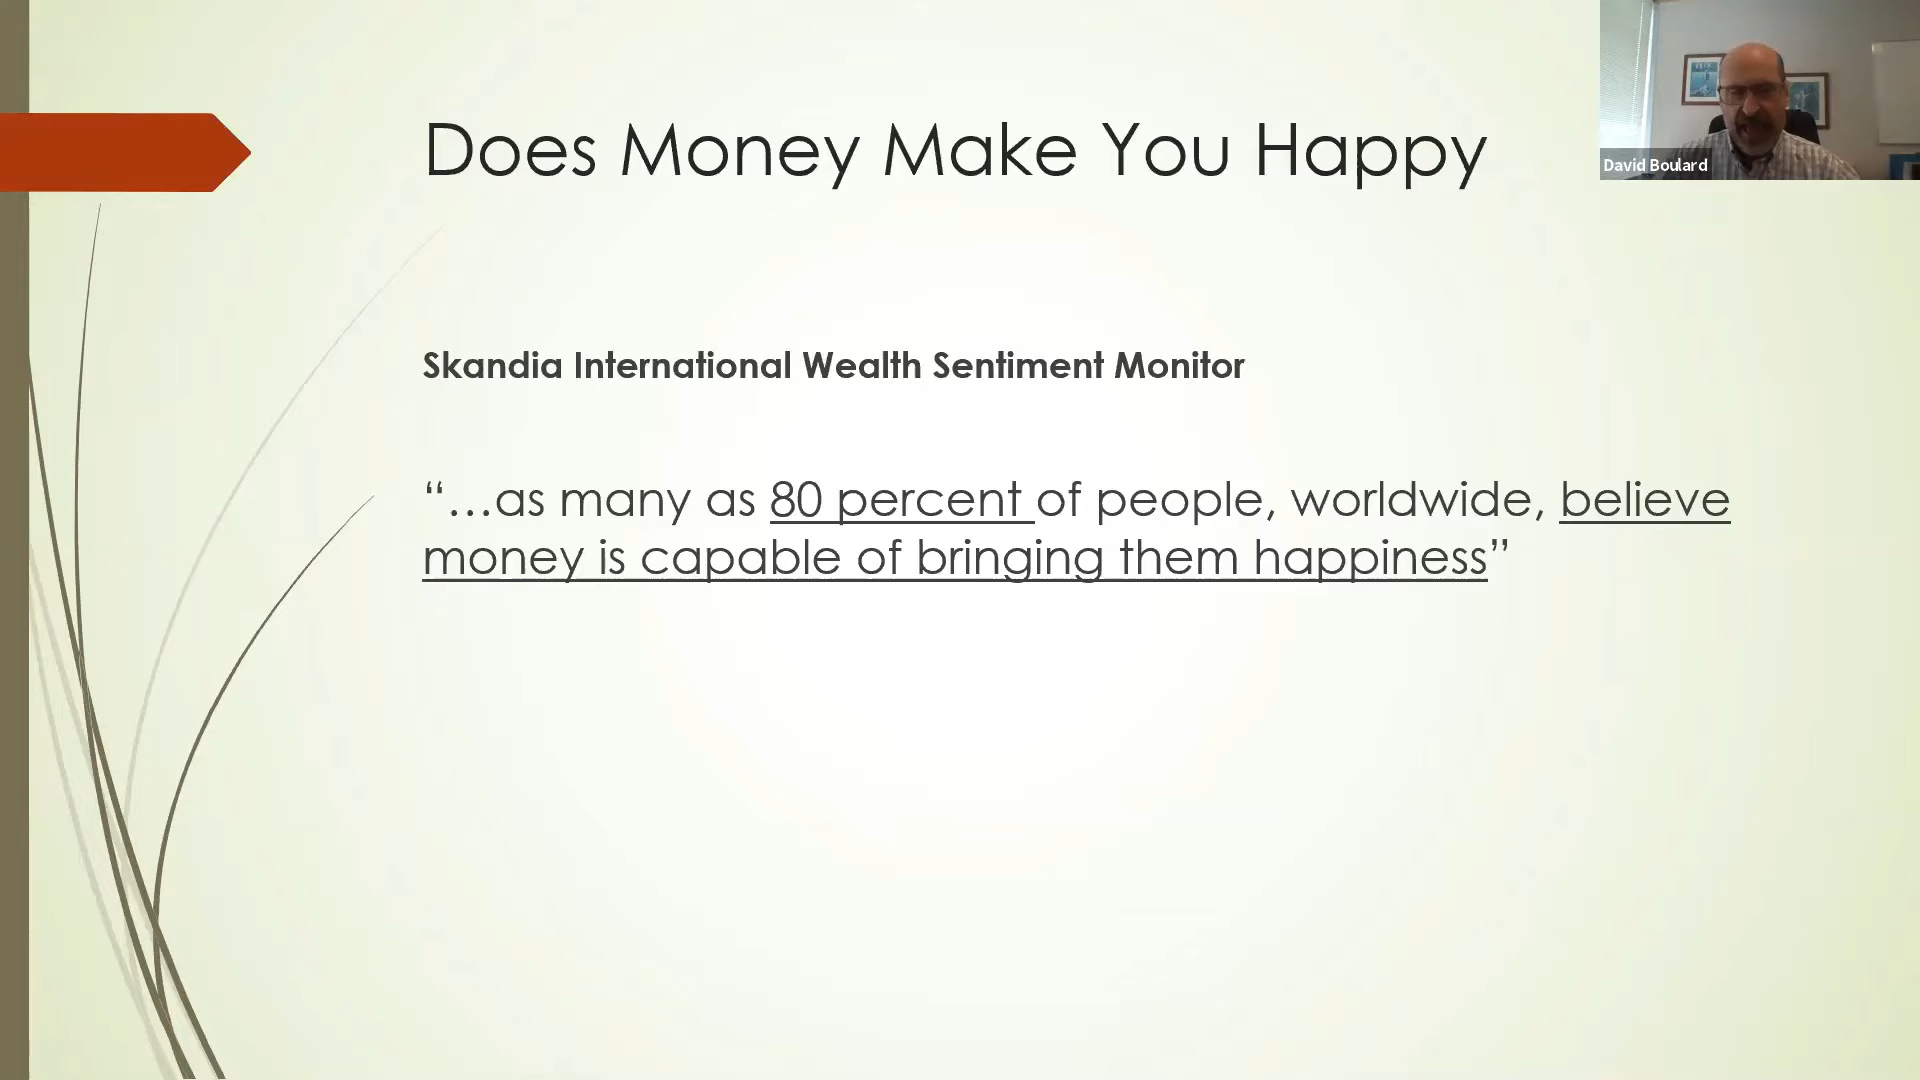 Does Money Make You Happy
David Boulard
Skandia International Wealth Sentiment Monitor
“…as many as 80 percent of people, worldwide, believe
money is capable of bringing them happiness”